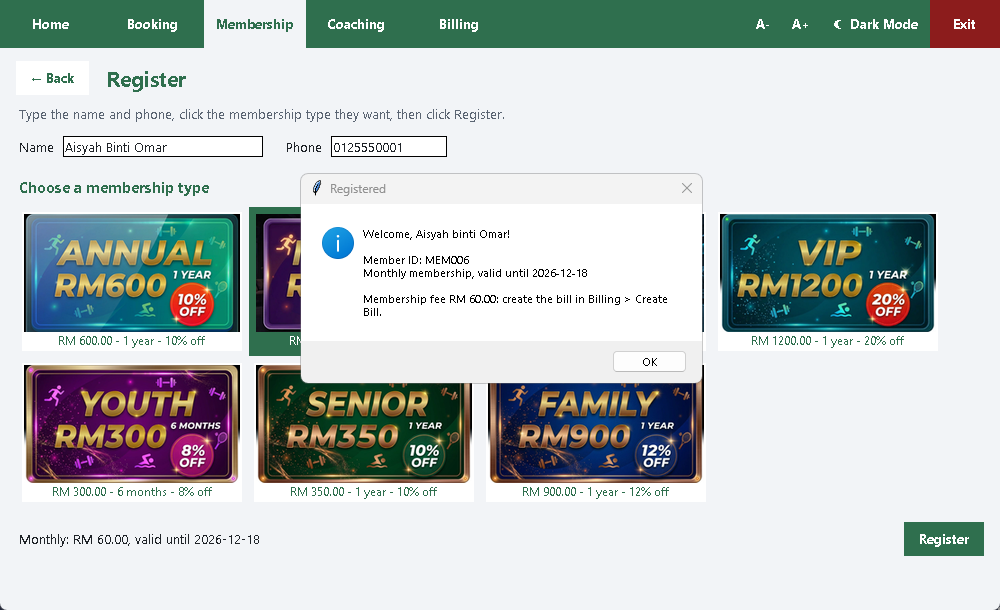 Home Booking Membership Coaching Billing A- A+ ☾ Dark Mode Exit
← Back Register
Type the name and phone, click the membership type they want, then click Register.
Name Aisyah Binti Omar Phone 0125550001
Choose a membership type
Registered
Welcome, Aisyah binti Omar!
Member ID: MEM006
Monthly membership, valid until 2026-12-18
Membership fee RM 60.00: create the bill in Billing > Create
Bill.
OK
ANNUAL
RM600
1 YEAR
10%
OFF
RM 600.00 - 1 year - 10% off
VIP
RM1200
1 YEAR
20%
OFF
RM 1200.00 - 1 year - 20% off
YOUTH
RM300
6 MONTHS
8%
OFF
RM 300.00 - 6 months - 8% off
SENIOR
RM350
1 YEAR
10%
OFF
RM 350.00 - 1 year - 10% off
FAMILY
RM900
1 YEAR
12%
OFF
RM 900.00 - 1 year - 12% off
Monthly: RM 60.00, valid until 2026-12-18
Register